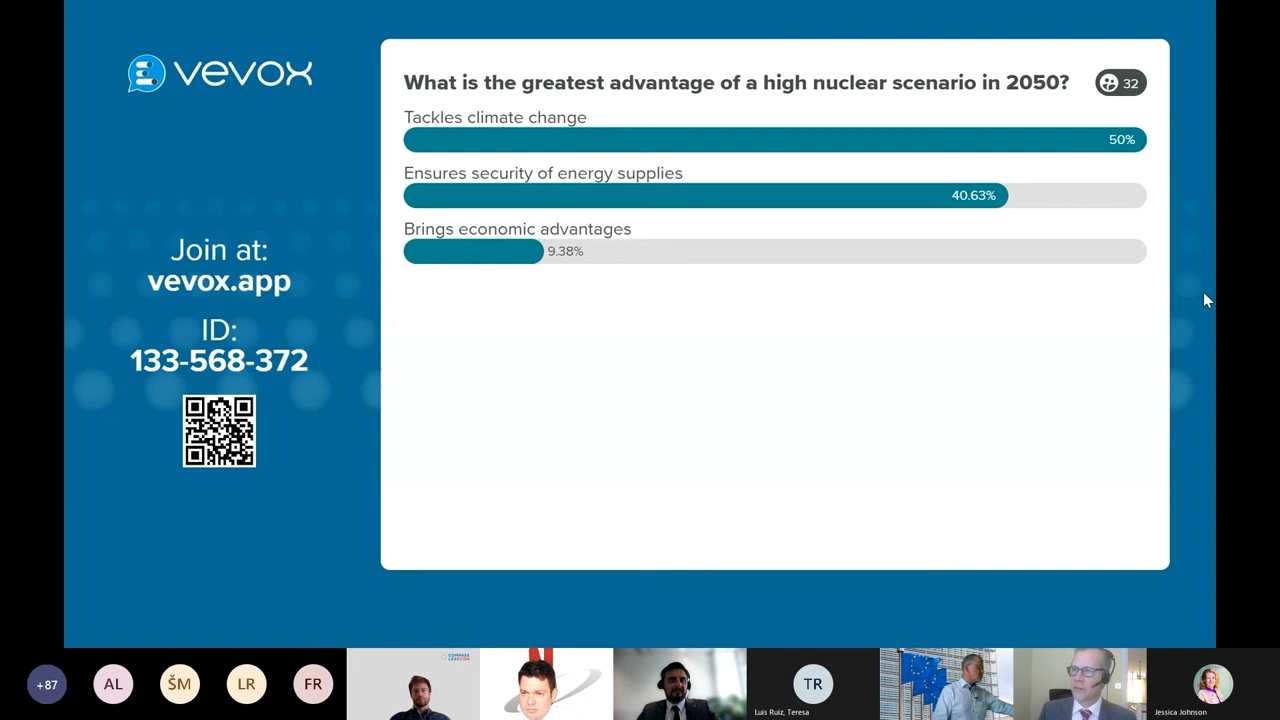 vevox
What is the greatest advantage of a high nuclear scenario in 2050?
32
Tackles climate change
50%
Ensures security of energy supplies
40.63%
Brings economic advantages
9.38%
Join at:
vevox.app
ID:
133-568-372
+87
AL
ŠM
LR
FR
COMPASS
LEXECON
TR
Luis Ruiz, Teresa
Jessica Johnson